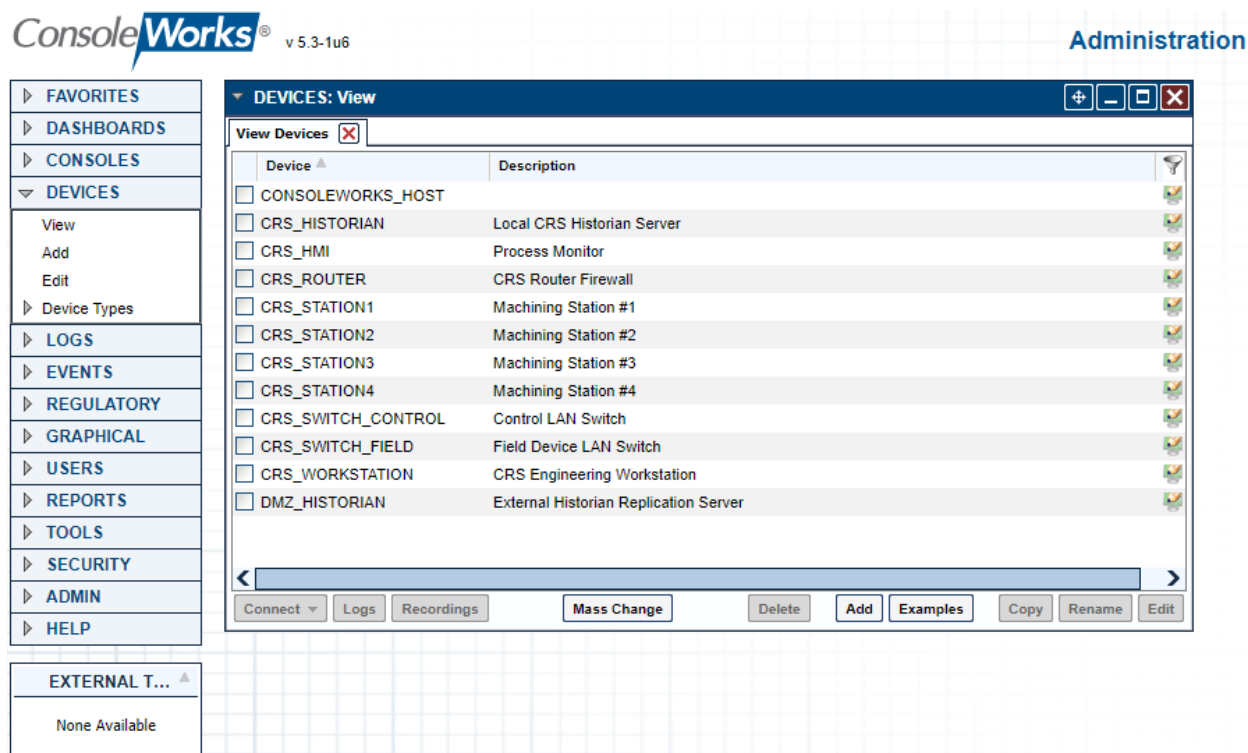 ConsoleWorks® v 5.3-1u6
Administration
FAVORITES
DASHBOARDS
CONSOLES
DEVICES
View
Add
Edit
Device Types
LOGS
EVENTS
REGULATORY
GRAPHICAL
USERS
REPORTS
TOOLS
SECURITY
ADMIN
HELP
EXTERNAL T...
None Available
DEVICES: View
View Devices
Device Description
CONSOLEWORKS_HOST
CRS_HISTORIAN Local CRS Historian Server
CRS_HMI Process Monitor
CRS_ROUTER CRS Router Firewall
CRS_STATION1 Machining Station #1
CRS_STATION2 Machining Station #2
CRS_STATION3 Machining Station #3
CRS_STATION4 Machining Station #4
CRS_SWITCH_CONTROL Control LAN Switch
CRS_SWITCH_FIELD Field Device LAN Switch
CRS_WORKSTATION CRS Engineering Workstation
DMZ_HISTORIAN External Historian Replication Server
Connect Logs Recordings Mass Change Delete Add Examples Copy Rename Edit